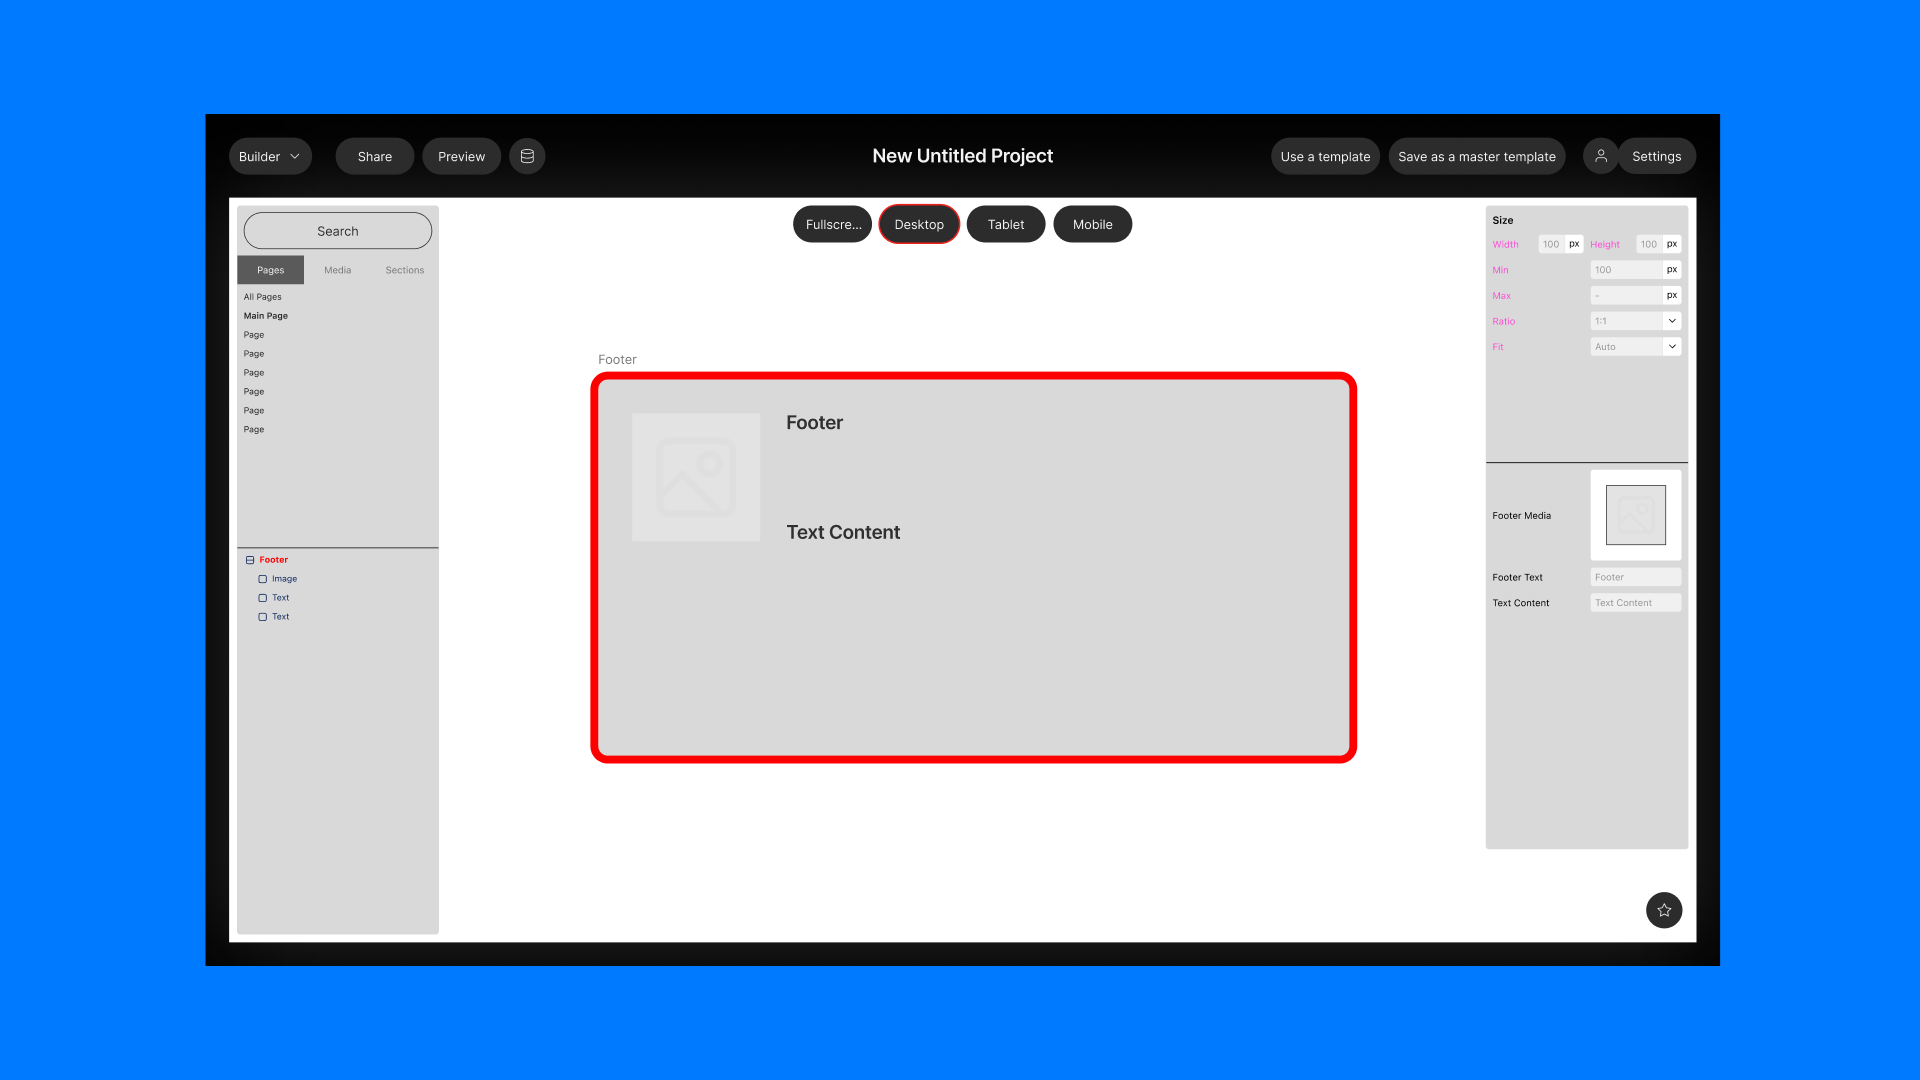 Builder
Share
Preview
New Untitled Project
Use a template
Save as a master template
Settings
Search
Pages
Media
Sections
All Pages
Main Page
Page
Page
Page
Page
Page
Page
Footer
Image
Text
Text
Fullscre...
Desktop
Tablet
Mobile
Footer
Footer
Text Content
Size
Width 100 px Height 100 px
Min 100 px
Max - px
Ratio 1:1
Fit Auto
Footer Media
Footer Text Footer
Text Content Text Content